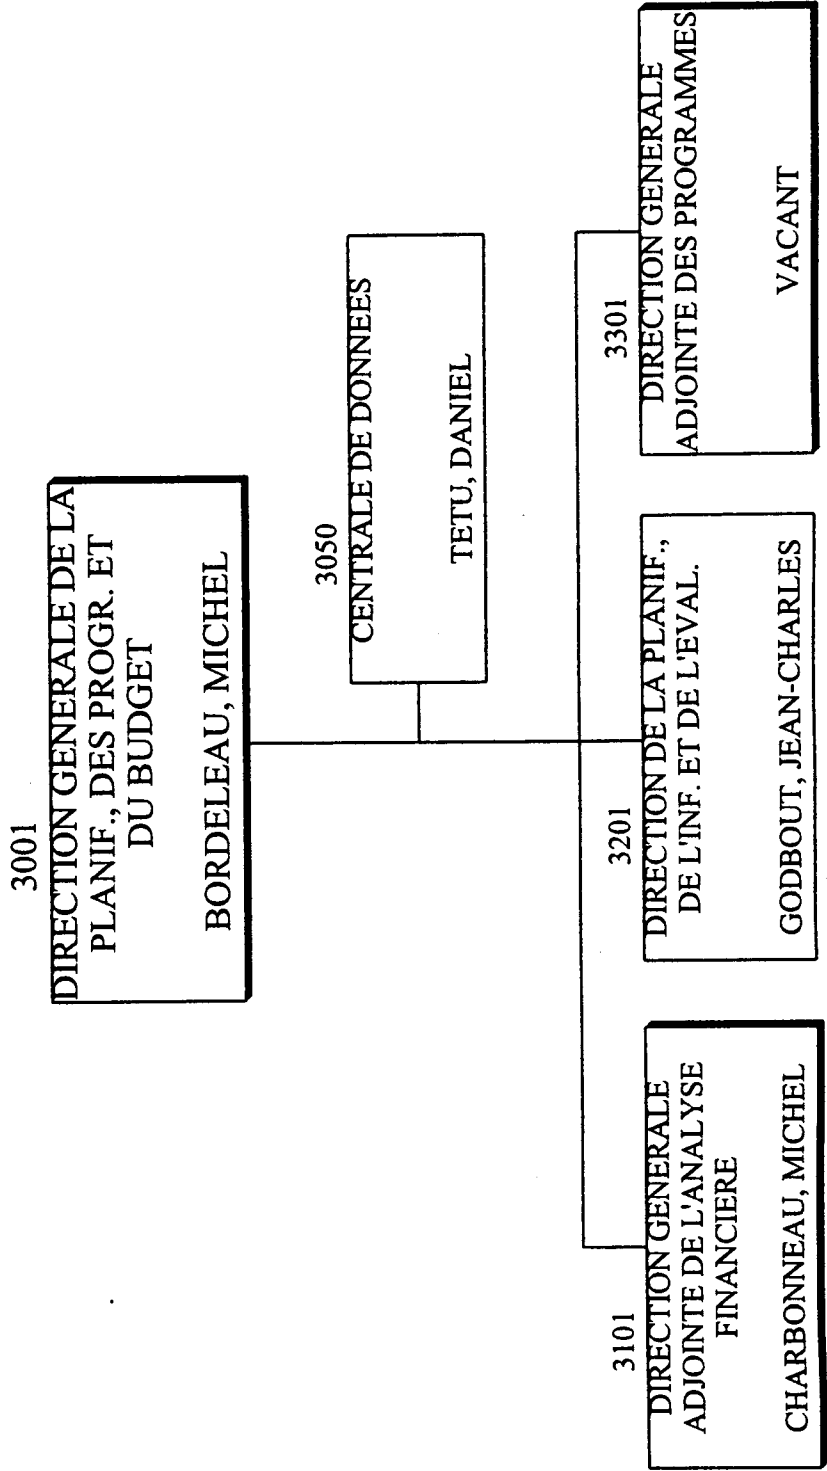 3001
DIRECTION GENERALE DE LA
PLANIF., DES PROGR. ET
DU BUDGET
BORDELEAU, MICHEL
3050
CENTRALE DE DONNEES
TETU, DANIEL
3101
DIRECTION GENERALE
ADJOINTE DE L'ANALYSE
FINANCIERE
CHARBONNEAU, MICHEL
3201
DIRECTION DE LA PLANIF.,
DE L'INF. ET DE L'EVAL.
GODBOUT, JEAN-CHARLES
3301
DIRECTION GENERALE
ADJOINTE DES PROGRAMMES
VACANT